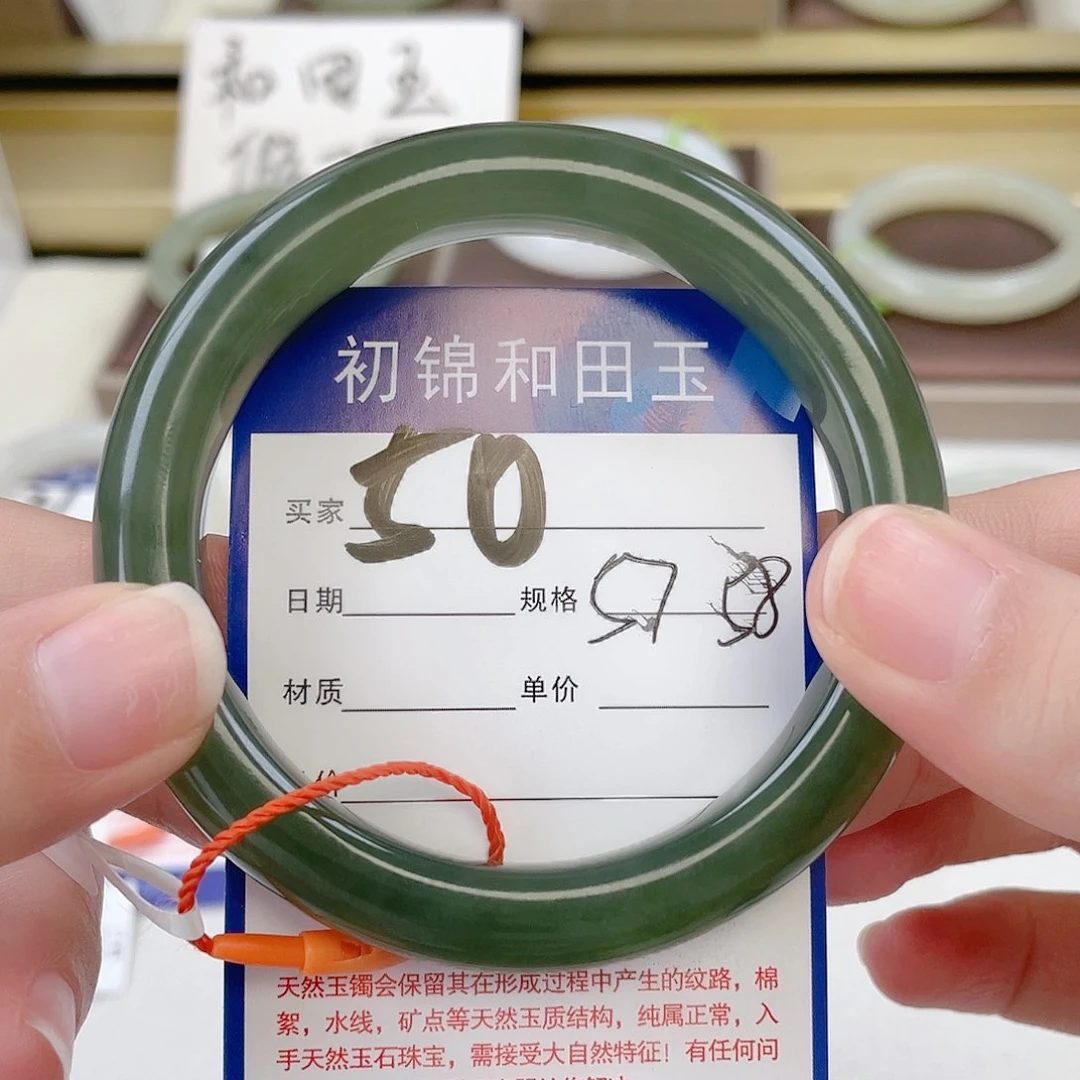 和田玉
假一
初锦和田玉
买家 50
日期 规格 57 58
材质 单价
价
天然玉镯会保留其在形成过程中产生的纹路，棉
絮，水线，矿点等天然玉质结构，纯属正常，入
手天然玉石珠宝，需接受大自然特征！有任何问